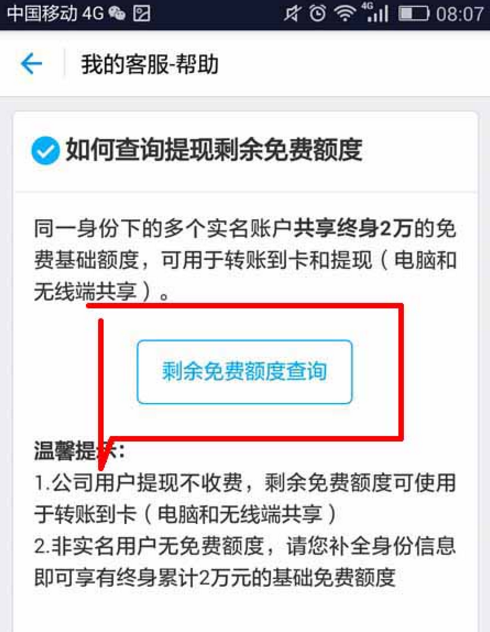 中国移动 4G 4G 08:07
我的客服-帮助
如何查询提现剩余免费额度
同一身份下的多个实名账户共享终身2万的免
费基础额度，可用于转账到卡和提现（电脑和
无线端共享）。
剩余免费额度查询
温馨提示：
1.公司用户提现不收费，剩余免费额度可使用
于转账到卡（电脑和无线端共享）
2.非实名用户无免费额度，请您补全身份信息
即可享有终身累计2万元的基础免费额度